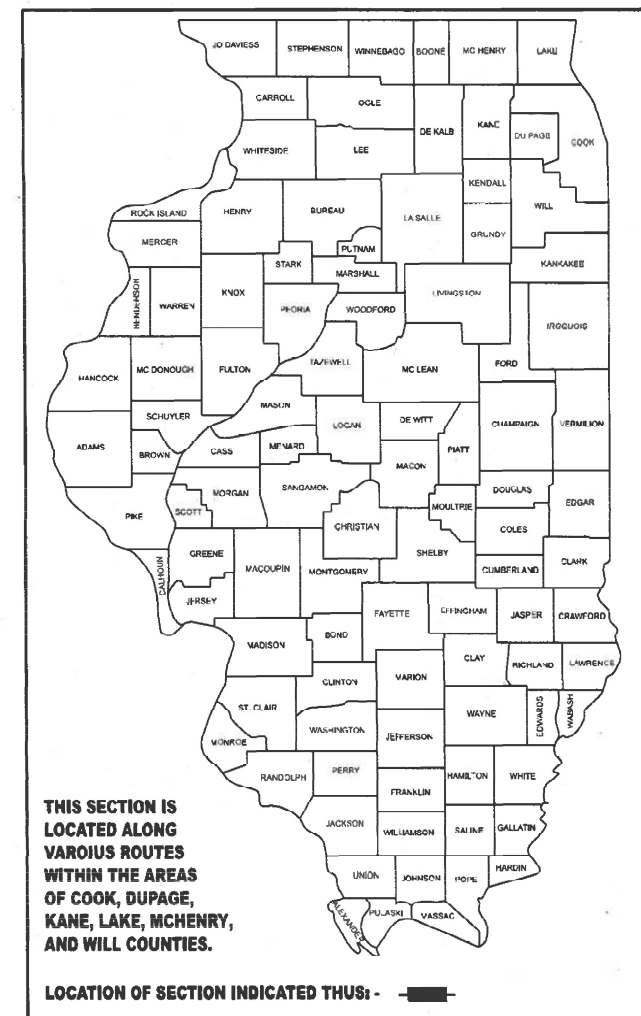 JO DAVIESS STEPHENSON WINNEBAGO BOONE MC HENRY LAKE
CARROLL OGLE DE KALB KANE DU PAGE COOK
WHITESIDE LEE
KENDALL
ROCK ISLAND HENRY BUREAU LA SALLE WILL
MERCER PUTNAM GRUNDY
STARK MARSHALL KANKAKEE
HENDERSON WARREN KNOX PEORIA WOODFORD LIVINGSTON IROQUOIS
HANCOCK MC DONOUGH FULTON TAZEWELL MC LEAN FORD
SCHUYLER MASON LOGAN DE WITT CHAMPAIGN VERMILION
ADAMS BROWN CASS MENARD MACON PIATT
PIKE SCOTT MORGAN SANGAMON MOULTRIE DOUGLAS EDGAR
CHRISTIAN COLES
CALHOUN GREENE MACOUPIN MONTGOMERY SHELBY CUMBERLAND CLARK
JERSEY FAYETTE EFFINGHAM JASPER CRAWFORD
MADISON BOND CLAY RICHLAND LAWRENCE
CLINTON MARION
ST. CLAIR WAYNE EDWARDS WABASH
MONROE WASHINGTON JEFFERSON
RANDOLPH PERRY HAMILTON WHITE
FRANKLIN
JACKSON WILLIAMSON SALINE GALLATIN
UNION JOHNSON POPE HARDIN
ALEXANDER PULASKI VASSAC
THIS SECTION IS
LOCATED ALONG
VAROIUS ROUTES
WITHIN THE AREAS
OF COOK, DUPAGE,
KANE, LAKE, MCHENRY,
AND WILL COUNTIES.
LOCATION OF SECTION INDICATED THUS: -